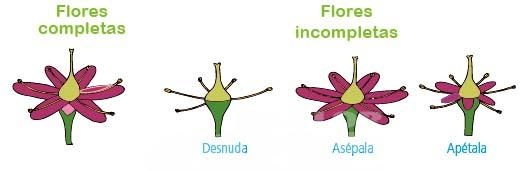 Flores
completas
Flores
incompletas
Desnuda
Asépala
Apétala